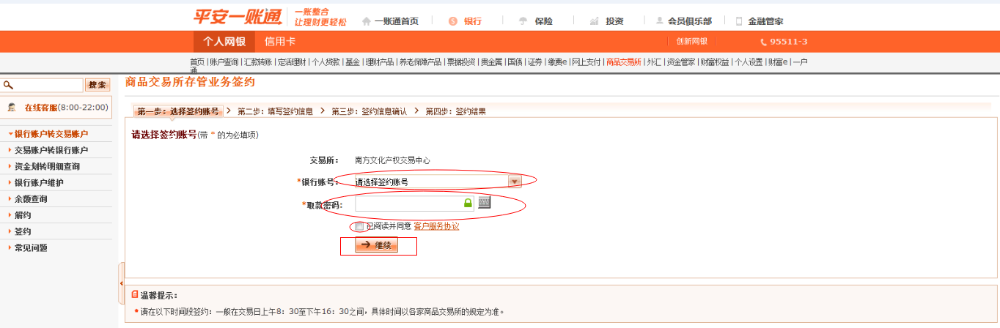 平安一账通
一账整合
让理财更轻松
一账通首页
银行
保险
投资
会员俱乐部
金融管家
个人网银
信用卡
创新网银
95511-3
首页|账户查询|汇款转账|定活理财|个人贷款|基金|理财产品|养老保障产品|票据投资|贵金属|国债|证券|缴费e|网上支付|商品交易所|外汇|资金管家|财富权益|个人设置|财富e|一户
通
搜索
在线客服(8:00-22:00)
银行账户转交易账户
交易账户转银行账户
资金划转明细查询
银行账户维护
余额查询
解约
签约
常见问题
商品交易所存管业务签约
第一步：选择签约账号 > 第二步：填写签约信息 > 第三步：签约信息确认 > 第四步：签约结果
请选择签约账号(带 * 的为必填项)
交易所： 南方文化产权交易中心
*银行账号： 请选择签约账号
*取款密码：
已阅读并同意 客户服务协议
继续
温馨提示：
请在以下时间段签约：一般在交易日上午8：30至下午16：30之间，具体时间以各家商品交易所的规定为准。